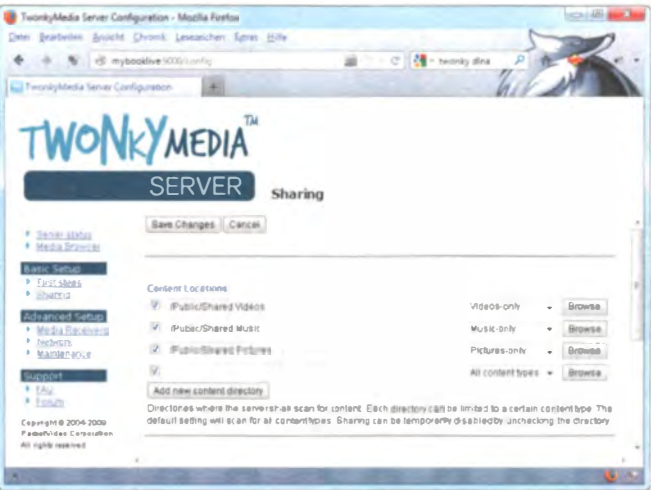 TwonkyMedia Server Configuration - Mozilla Firefox
Datei Bearbeiten Ansicht Chronik Lesezeichen Extras Hilfe
mybooklive:9000/config
twonky dlna
TwonkyMedia Server Configuration
TWONKYMEDIA™
SERVER
Sharing
Save Changes Cancel
Server status
Media Browser
Basic Setup
First steps
Sharing
Advanced Setup
Media Receivers
Network
Maintenance
Support
FAQ
Forum
Copyright © 2004-2009
PacketVideo Corporation
All rights reserved
Content Locations
/Public/Shared Videos Videos-only Browse
/Public/Shared Music Music-only Browse
/Public/Shared Pictures Pictures-only Browse
All content types Browse
Add new content directory
Directories where the server shall scan for content. Each directory can be limited to a certain content type. The
default setting will scan for all content types. Sharing can be temporarily disabled by unchecking the directory